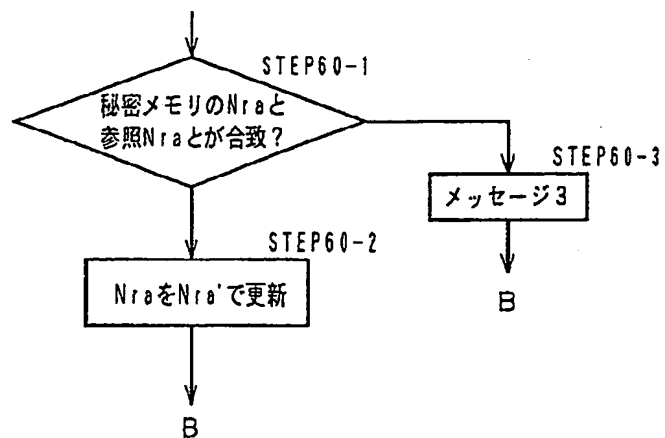 STEP60-1
秘密メモリのNraと
参照Nraとが合致？
STEP60-3
メッセージ3
B
STEP60-2
NraをNra'で更新
B